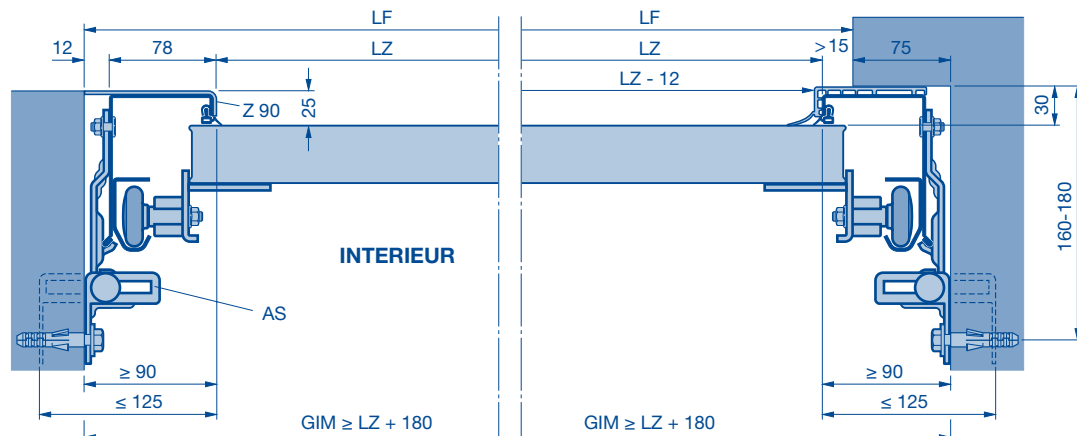 LF LF
12 78 LZ LZ >15 75
LZ - 12
Z 90 25 30
160-180
INTERIEUR
AS
≥ 90 ≥ 90
≤ 125 ≤ 125
GIM ≥ LZ + 180 GIM ≥ LZ + 180